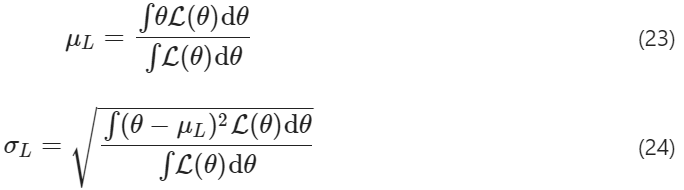 μ_L = ∫θℒ(θ)dθ / ∫ℒ(θ)dθ (23)
σ_L = √(∫(θ − μ_L)²ℒ(θ)dθ / ∫ℒ(θ)dθ) (24)